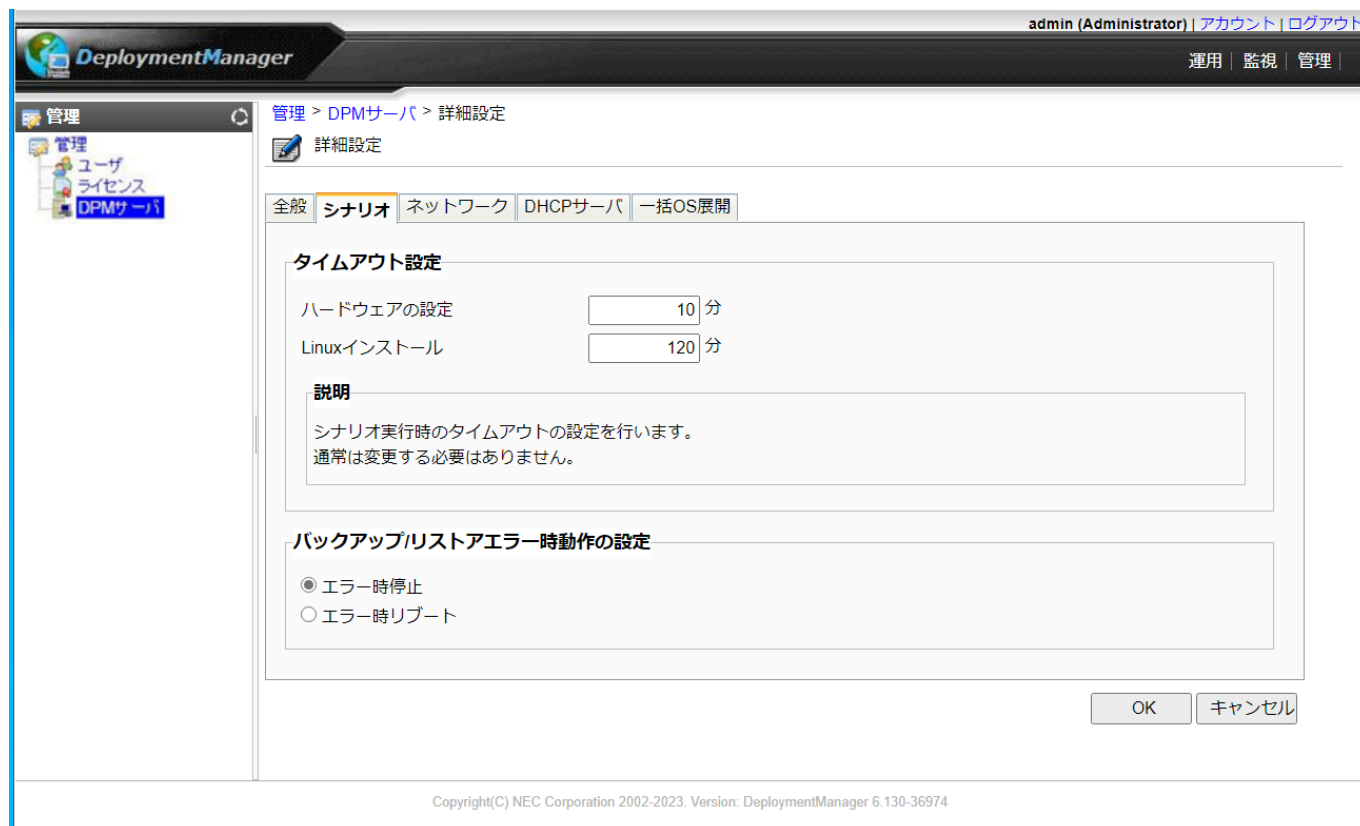 admin (Administrator) | アカウント | ログアウト
DeploymentManager
運用 | 監視 | 管理 |
管理
管理
ユーザ
ライセンス
DPMサーバ
管理 > DPMサーバ > 詳細設定
詳細設定
全般 シナリオ ネットワーク DHCPサーバ 一括OS展開
タイムアウト設定
ハードウェアの設定 10 分
Linuxインストール 120 分
説明
シナリオ実行時のタイムアウトの設定を行います。
通常は変更する必要はありません。
バックアップ/リストアエラー時動作の設定
エラー時停止
エラー時リブート
OK キャンセル
Copyright(C) NEC Corporation 2002-2023. Version: DeploymentManager 6.130-36974